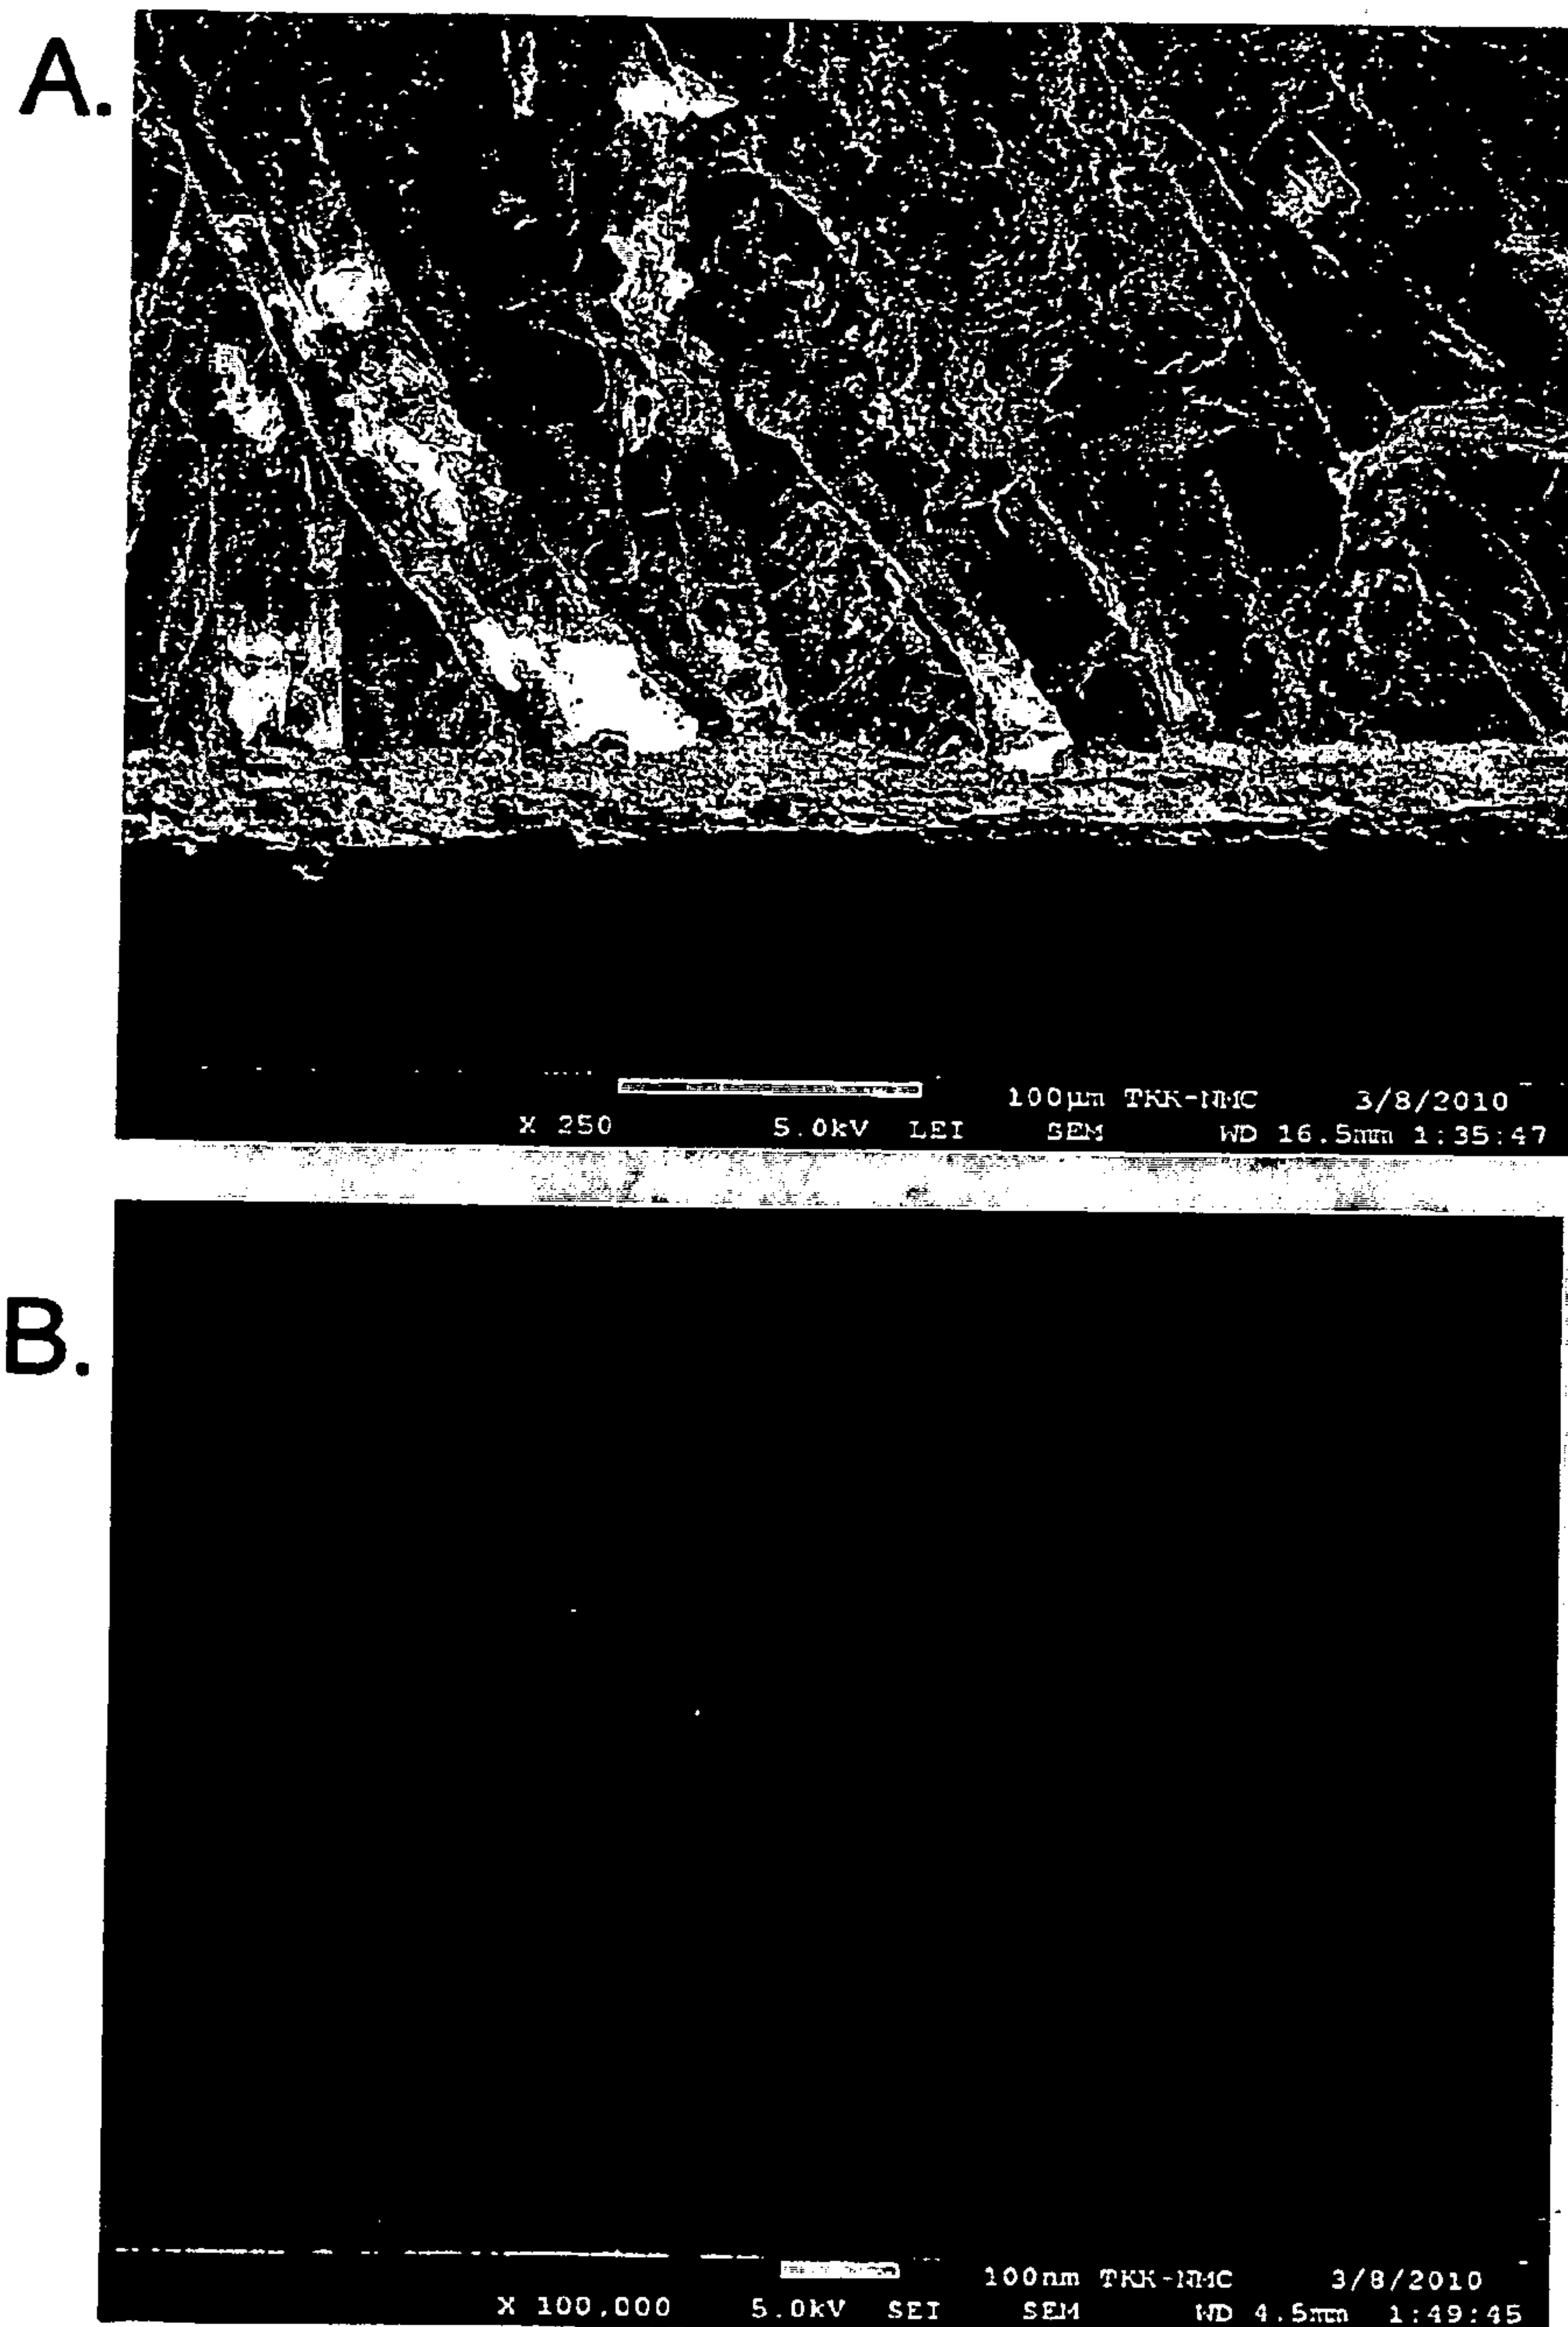 A.
100µm TKK-NMC 3/8/2010
X 250 5.0kV LEI SEM WD 16.5mm 1:35:47
B.
100nm TKK-NMC 3/8/2010
X 100,000 5.0kV SEI SEM WD 4.5mm 1:49:45